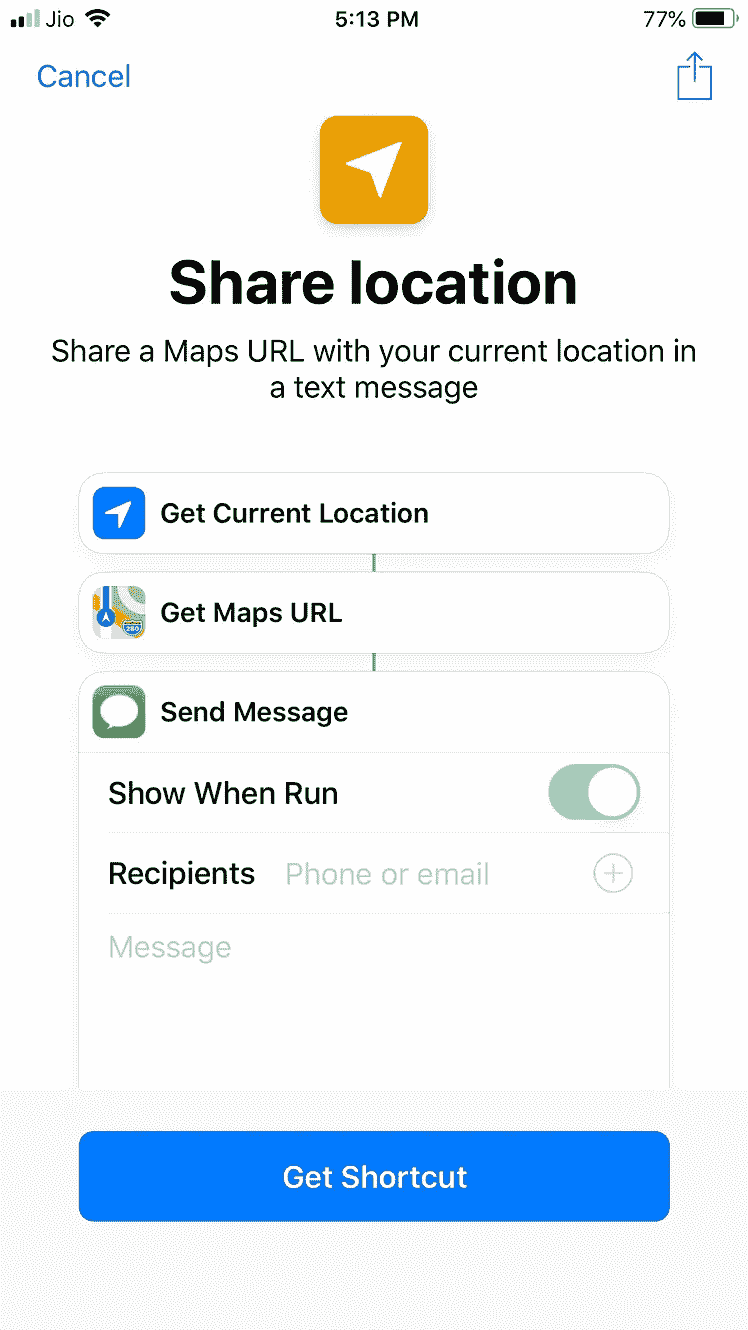 Jio 5:13 PM 77%
Cancel
Share location
Share a Maps URL with your current location in
a text message
Get Current Location
280
Get Maps URL
Send Message
Show When Run
Recipients Phone or email
Message
Get Shortcut